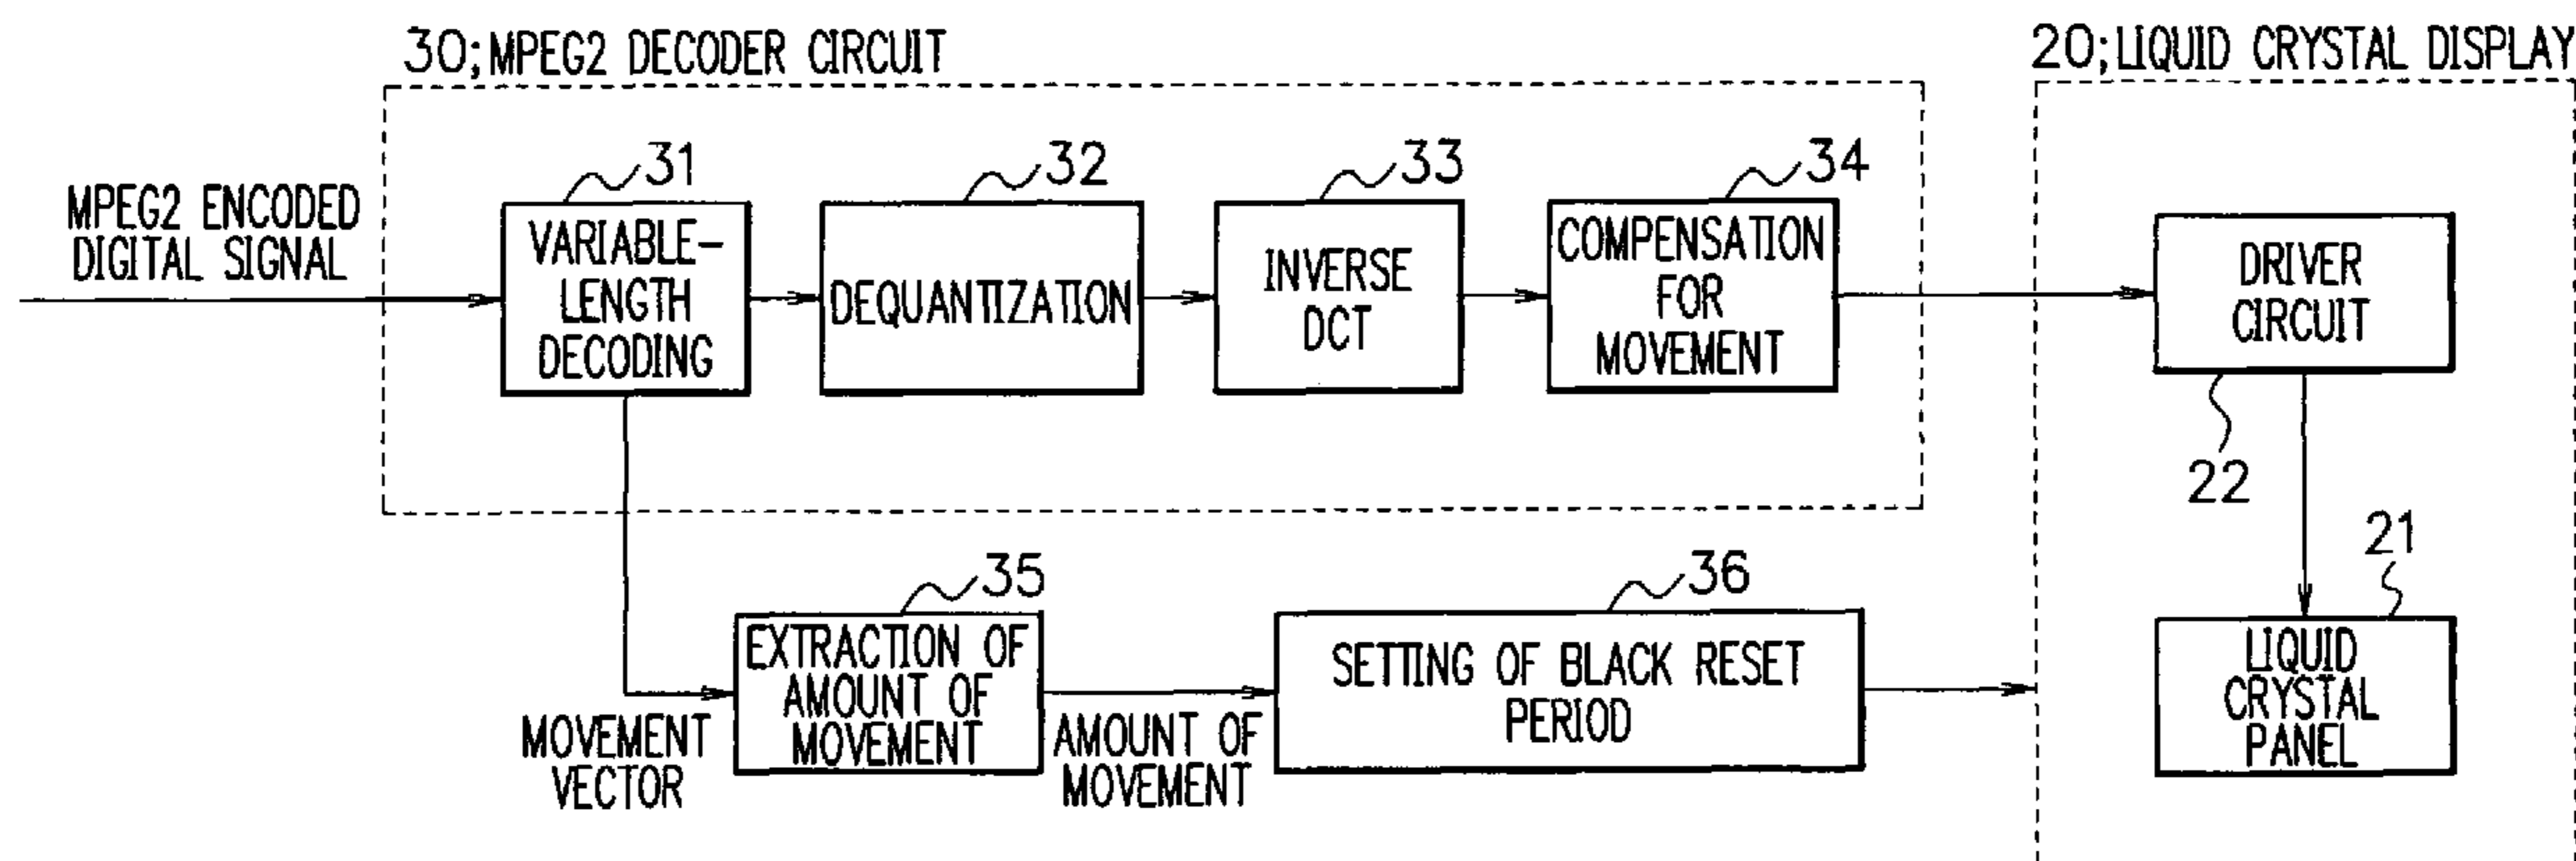 30;MPEG2 DECODER CIRCUIT
20;LIQUID CRYSTAL DISPLAY
MPEG2 ENCODED
DIGITAL SIGNAL
31
VARIABLE-
LENGTH
DECODING
32
DEQUANTIZATION
33
INVERSE
DCT
34
COMPENSATION
FOR
MOVEMENT
DRIVER
CIRCUIT
22
21
LIQUID
CRYSTAL
PANEL
MOVEMENT
VECTOR
35
EXTRACTION OF
AMOUNT OF
MOVEMENT
AMOUNT OF
MOVEMENT
36
SETTING OF BLACK RESET
PERIOD